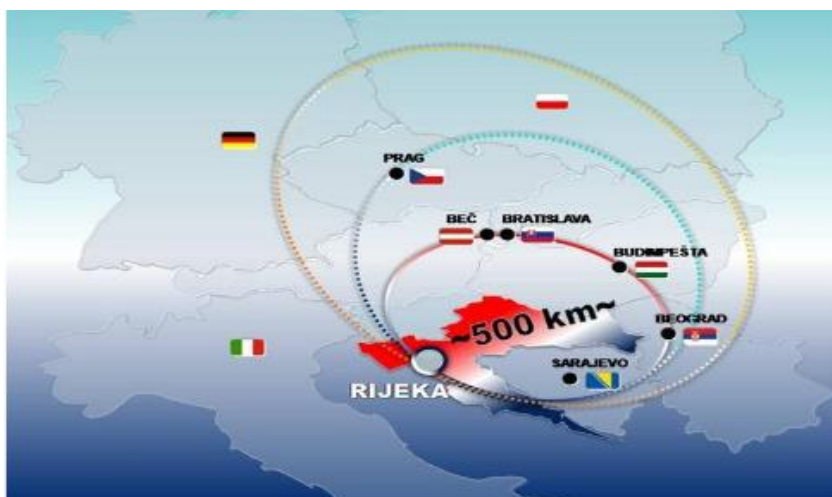 PRAG
BEČ
BRATISLAVA
BUDIMPEŠTA
~500 km~
BEOGRAD
SARAJEVO
RIJEKA